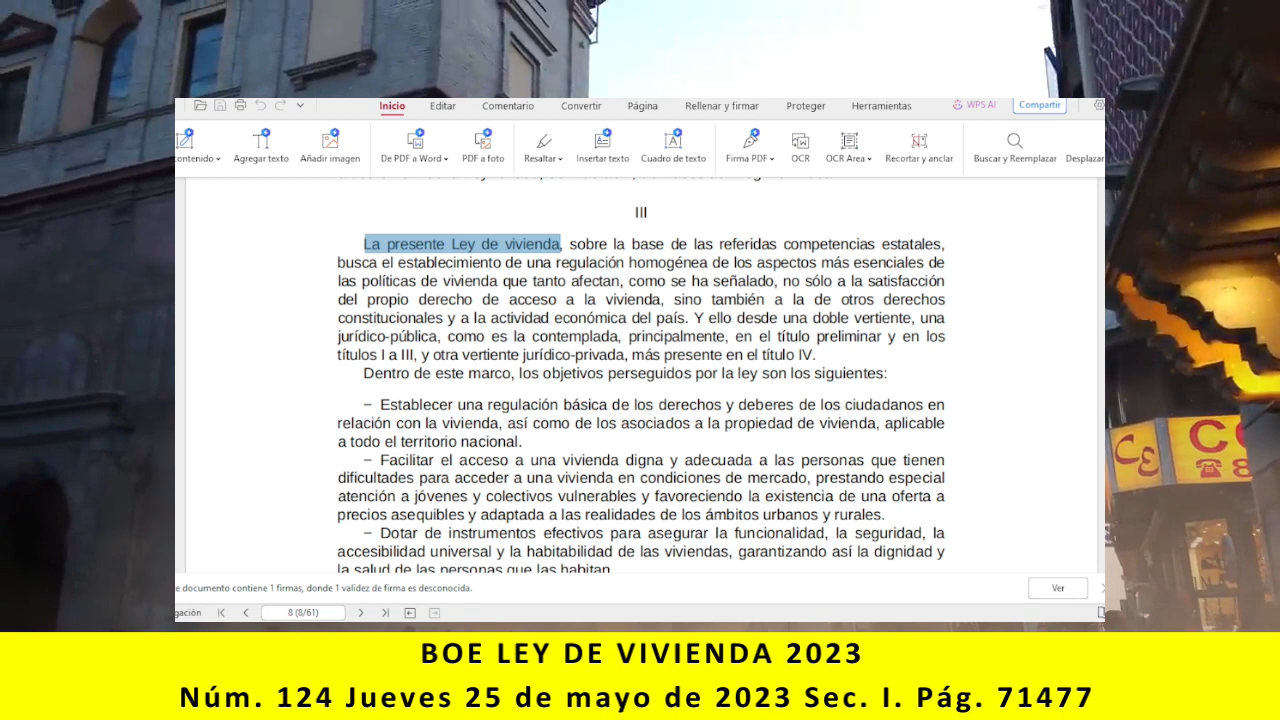 Inicio Editar Comentario Convertir Página Rellenar y firmar Proteger Herramientas WPS AI Compartir
ontenido Agregar texto Añadir imagen De PDF a Word PDF a foto Resaltar Insertar texto Cuadro de texto Firma PDF OCR OCR Area Recortar y anclar Buscar y Reemplazar Desplazar
III
La presente Ley de vivienda, sobre la base de las referidas competencias estatales,
busca el establecimiento de una regulación homogénea de los aspectos más esenciales de
las políticas de vivienda que tanto afectan, como se ha señalado, no sólo a la satisfacción
del propio derecho de acceso a la vivienda, sino también a la de otros derechos
constitucionales y a la actividad económica del país. Y ello desde una doble vertiente, una
jurídico-pública, como es la contemplada, principalmente, en el título preliminar y en los
títulos I a III, y otra vertiente jurídico-privada, más presente en el título IV.
Dentro de este marco, los objetivos perseguidos por la ley son los siguientes:
– Establecer una regulación básica de los derechos y deberes de los ciudadanos en
relación con la vivienda, así como de los asociados a la propiedad de vivienda, aplicable
a todo el territorio nacional.
– Facilitar el acceso a una vivienda digna y adecuada a las personas que tienen
dificultades para acceder a una vivienda en condiciones de mercado, prestando especial
atención a jóvenes y colectivos vulnerables y favoreciendo la existencia de una oferta a
precios asequibles y adaptada a las realidades de los ámbitos urbanos y rurales.
– Dotar de instrumentos efectivos para asegurar la funcionalidad, la seguridad, la
accesibilidad universal y la habitabilidad de las viviendas, garantizando así la dignidad y
la salud de las personas que las habitan
e documento contiene 1 firmas, donde 1 validez de firma es desconocida. Ver
gación 8 (8/61)
BOE LEY DE VIVIENDA 2023
Núm. 124 Jueves 25 de mayo de 2023 Sec. I. Pág. 71477